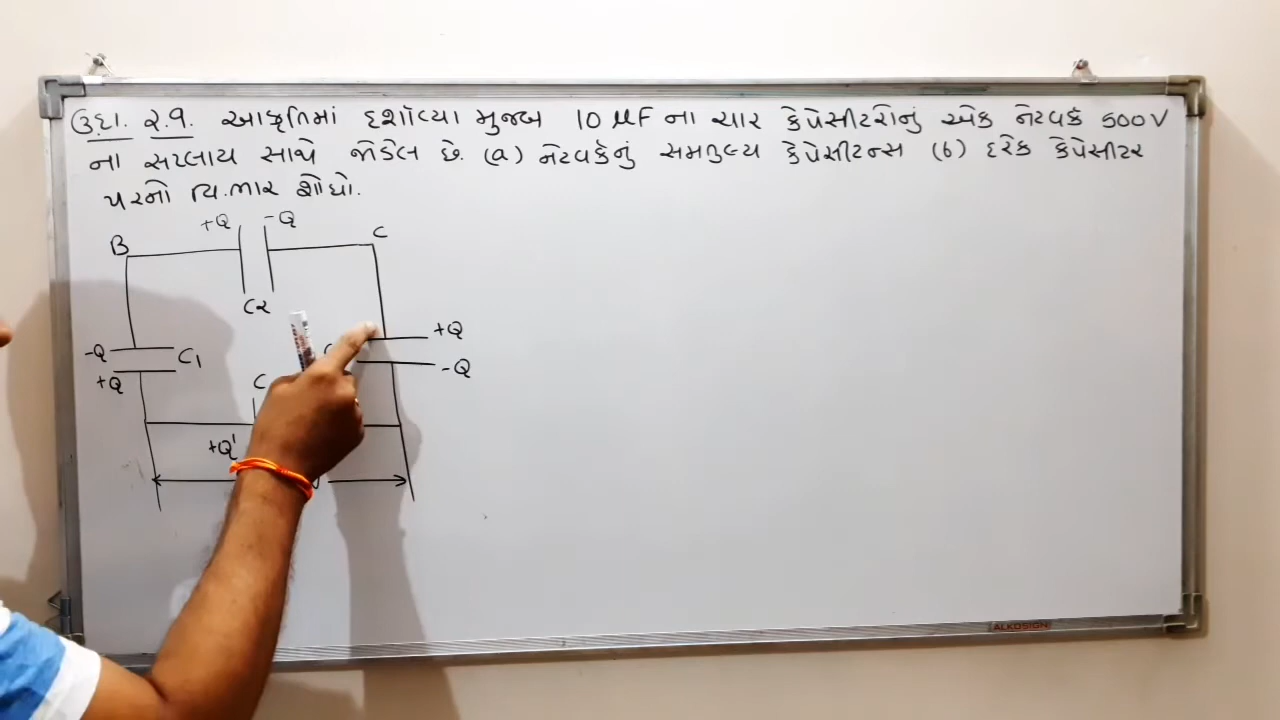 ઉદા. ૨.૧. આકૃતિમાં દર્શાવ્યા મુજબ 10 μF ના ચાર કેપેસીટરોનું એક નેટવર્ક 500V
ના સપ્લાય સાથે જોડેલ છે. (a) નેટવર્કનું સમતુલ્ય કેપેસીટન્સ (b) દરેક કેપેસીટર
પરનો વિ.ભાર શોધો.
+Q -Q
B C
C૨
+Q
-Q C1
-Q
+Q
C
+Q'
ALKOSIGN